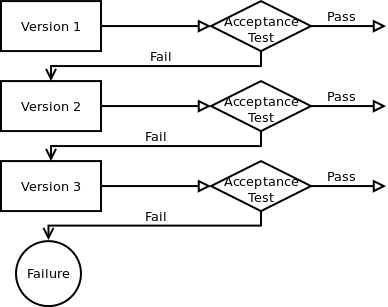 Version 1
Acceptance
Test
Pass
Fail
Version 2
Acceptance
Test
Pass
Fail
Version 3
Acceptance
Test
Pass
Fail
Failure